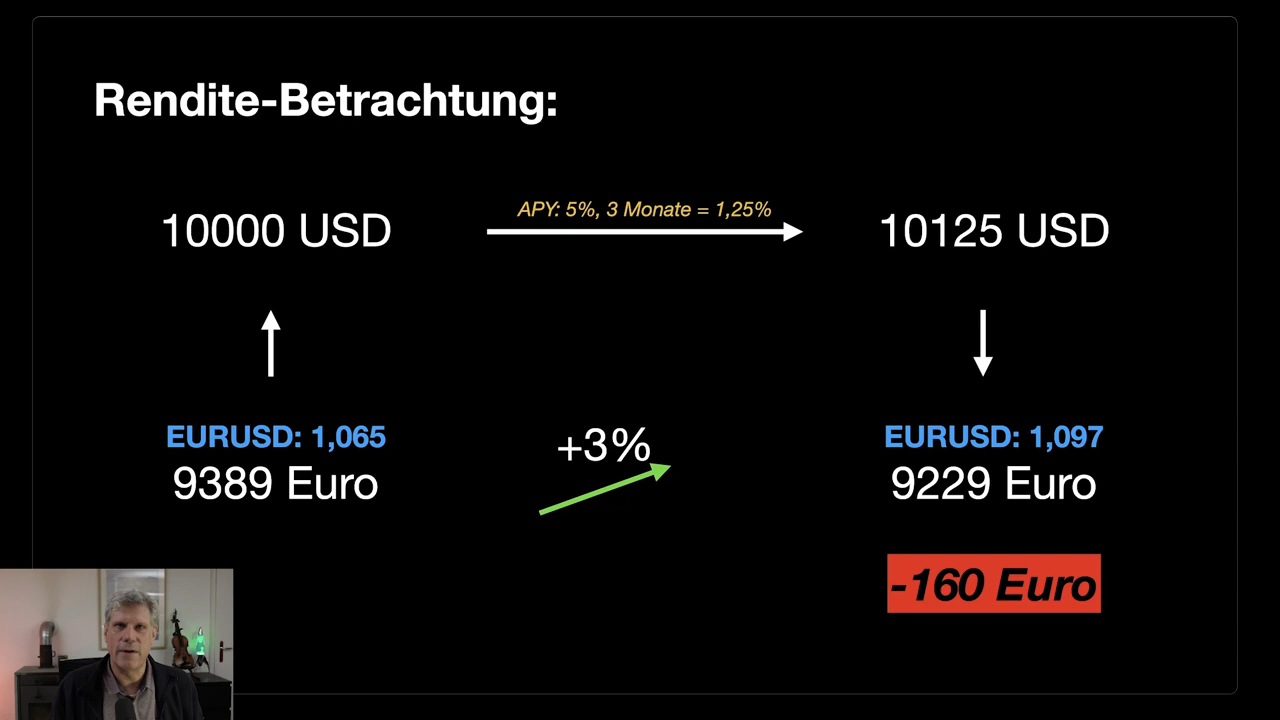 Rendite-Betrachtung:
APY: 5%, 3 Monate = 1,25%
10000 USD
10125 USD
EURUSD: 1,065
+3%
EURUSD: 1,097
9389 Euro
9229 Euro
-160 Euro